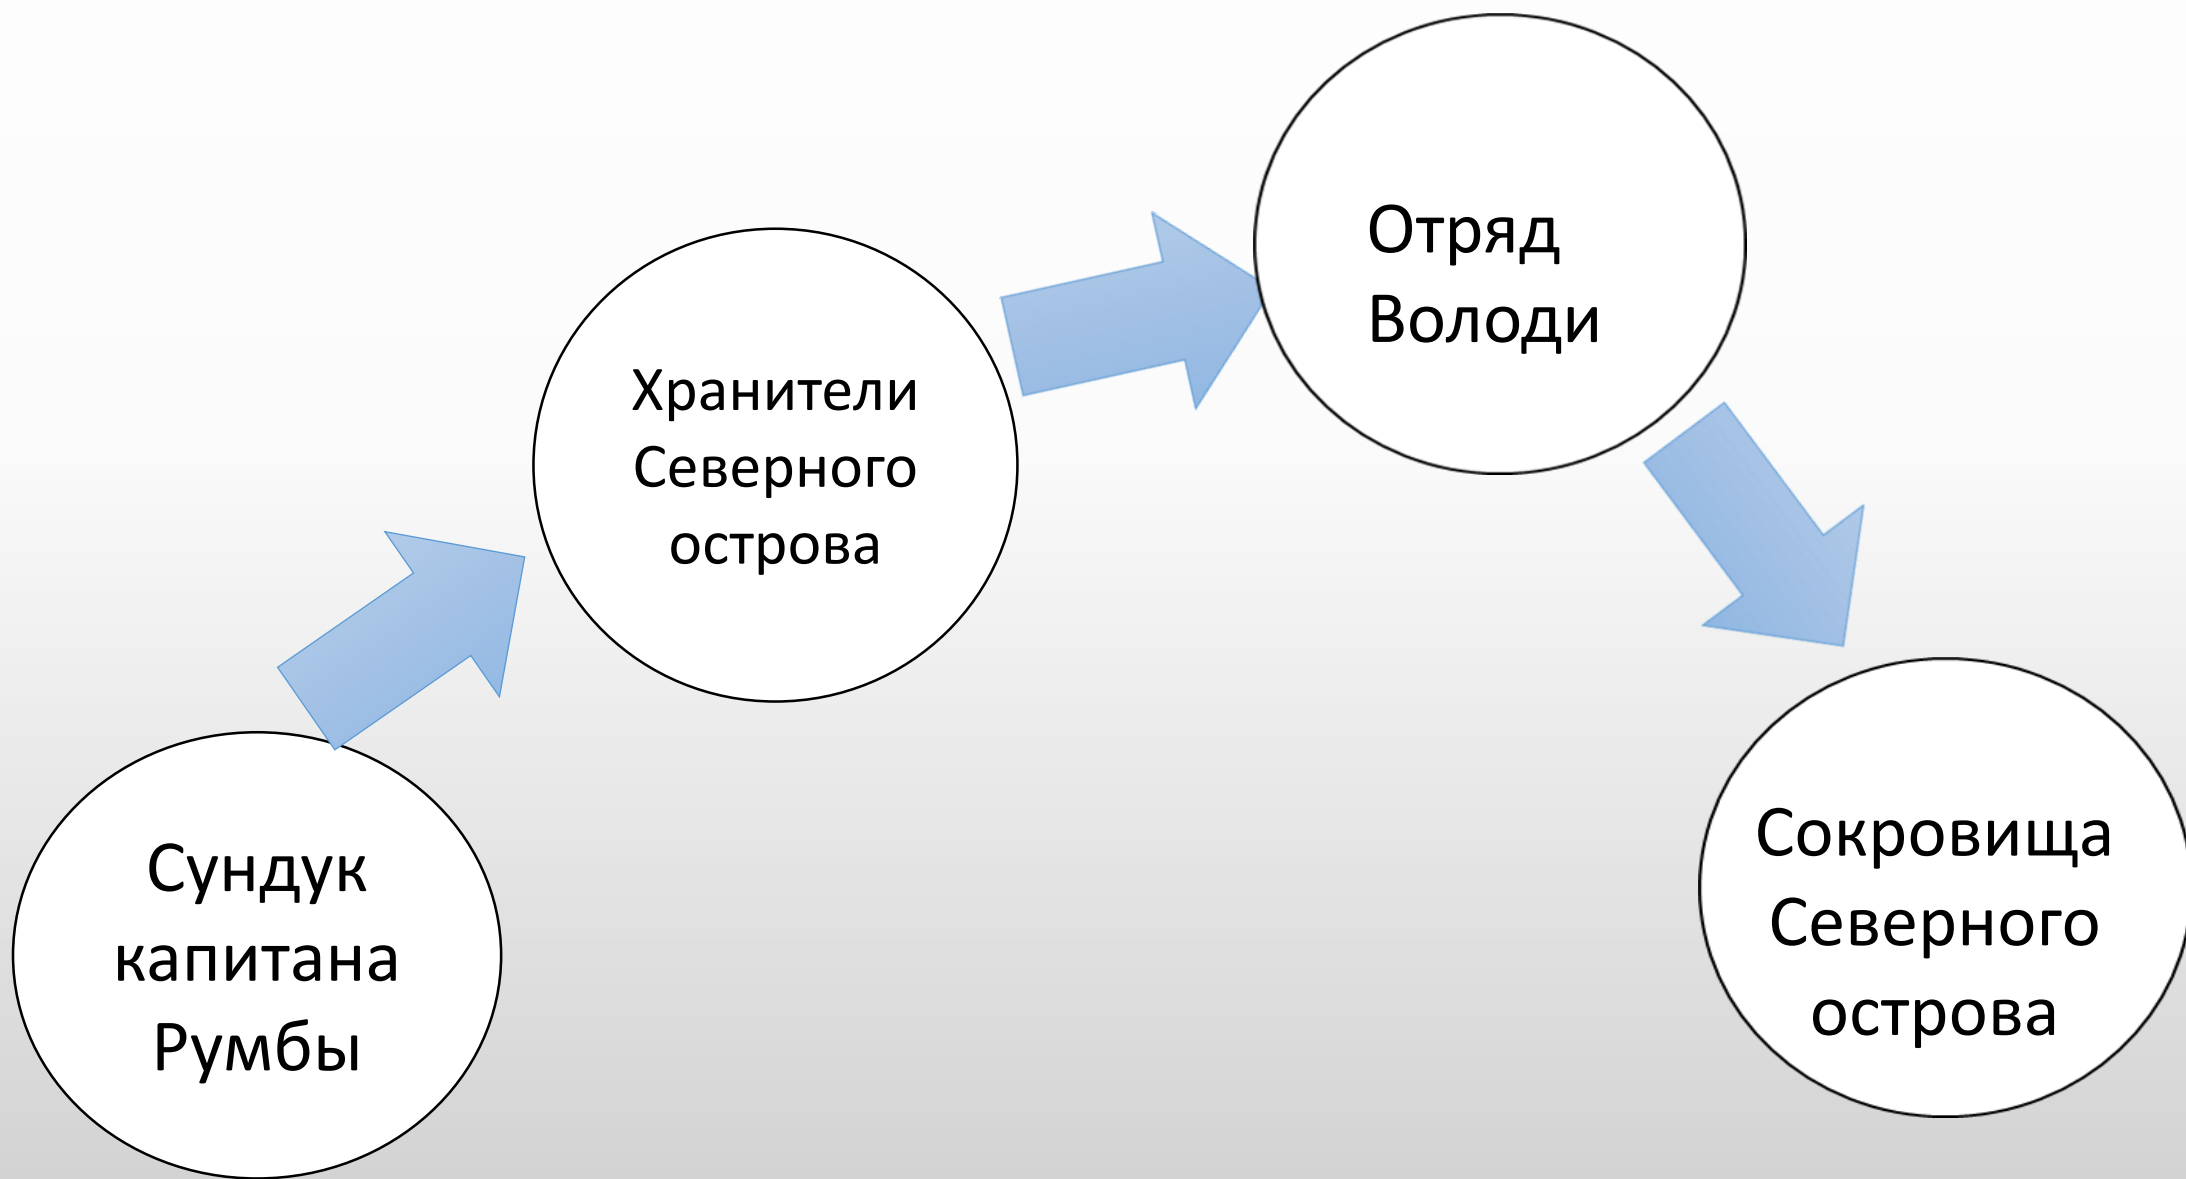 Сундук
капитана
Румбы
Хранители
Северного
острова
Отряд
Володи
Сокровища
Северного
острова